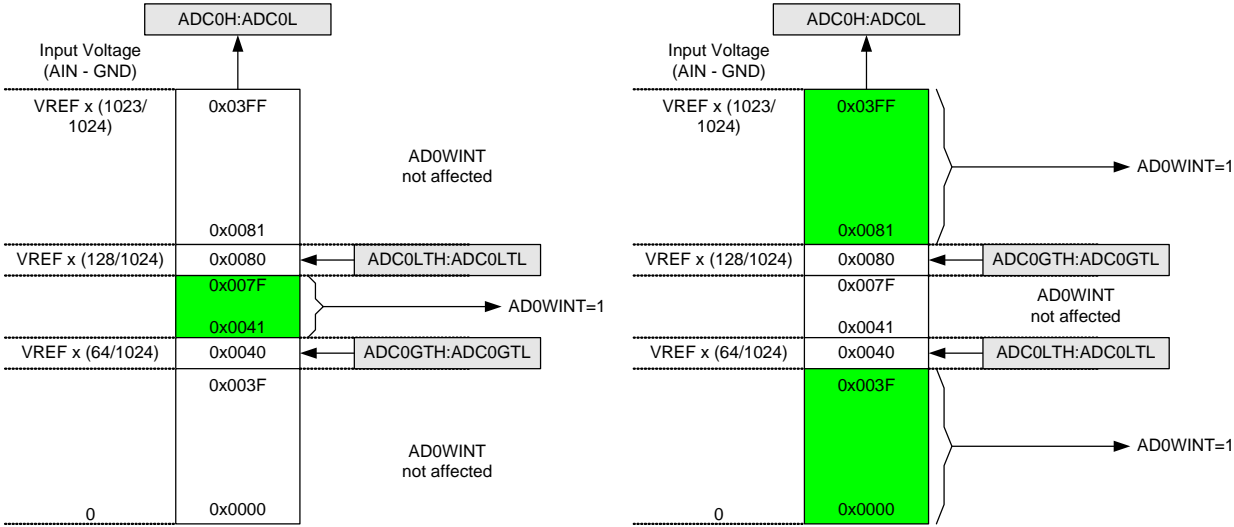 ADC0H:ADC0L
Input Voltage
(AIN - GND)
VREF x (1023/
1024)
0x03FF
AD0WINT
not affected
0x0081
VREF x (128/1024)
0x0080
ADC0LTH:ADC0LTL
0x007F
AD0WINT=1
0x0041
VREF x (64/1024)
0x0040
ADC0GTH:ADC0GTL
0x003F
AD0WINT
not affected
0
0x0000
ADC0H:ADC0L
Input Voltage
(AIN - GND)
VREF x (1023/
1024)
0x03FF
AD0WINT=1
0x0081
VREF x (128/1024)
0x0080
ADC0GTH:ADC0GTL
0x007F
AD0WINT
not affected
0x0041
VREF x (64/1024)
0x0040
ADC0LTH:ADC0LTL
0x003F
AD0WINT=1
0
0x0000